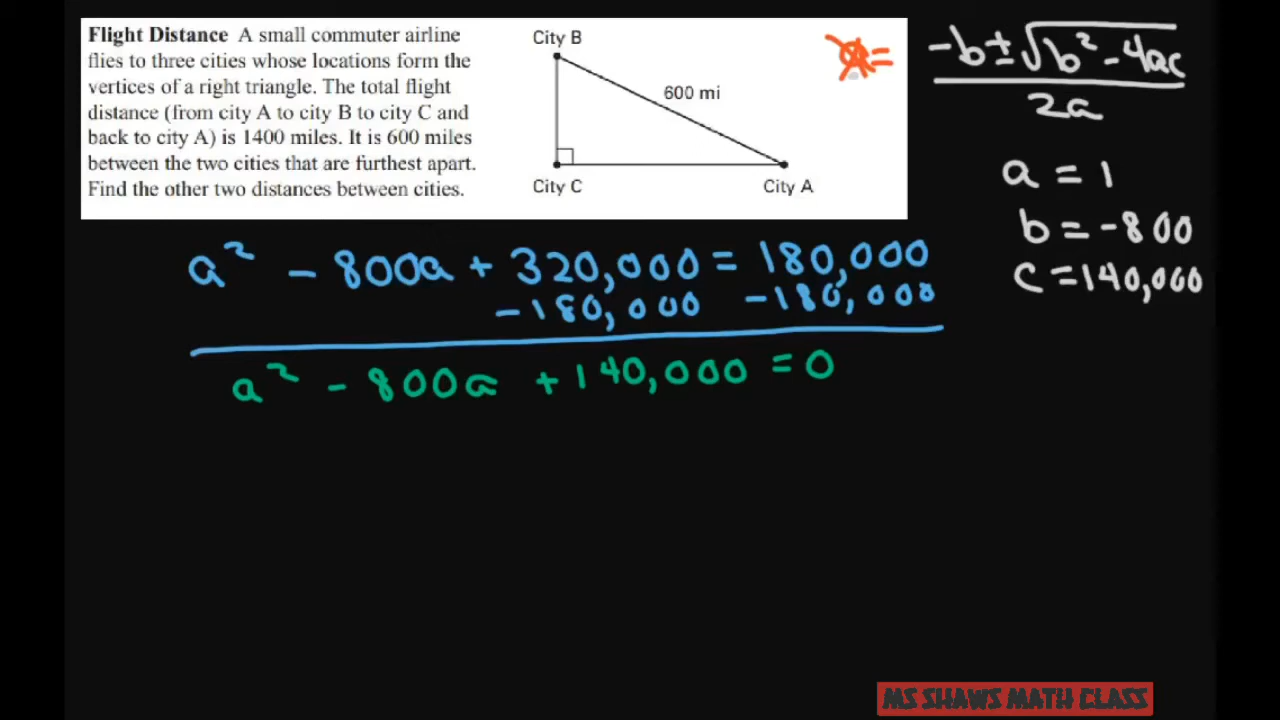 Flight Distance A small commuter airline
flies to three cities whose locations form the
vertices of a right triangle. The total flight
distance (from city A to city B to city C and
back to city A) is 1400 miles. It is 600 miles
between the two cities that are furthest apart.
Find the other two distances between cities.
City B
600 mi
City C
City A
=
-b ± √b² - 4ac
2a
a = 1
b = -800
c = 140,000
a² - 800a + 320,000 = 180,000
-180,000 -180,000
a² - 800a + 140,000 = 0
MS SHAWS MATH CLASS